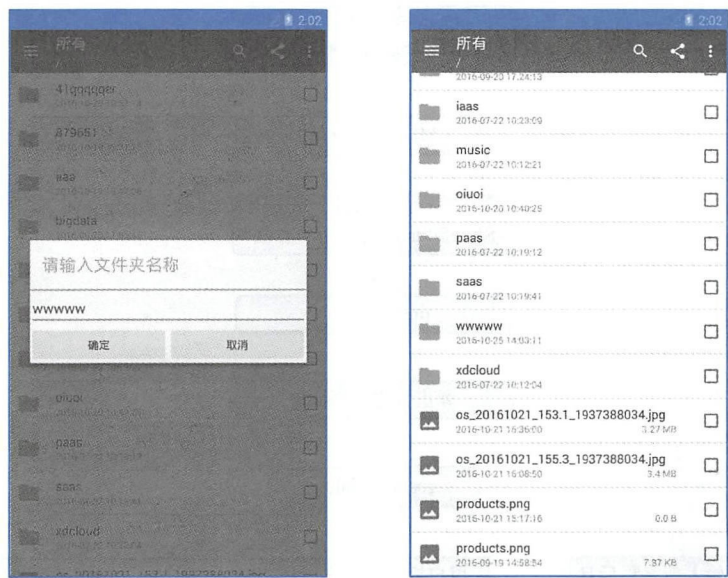 2:02
所有
/
41qqqqqer
879651
aaa
bigdata
请输入文件夹名称
wwwww
确定
取消
oiuoi
paas
saas
xdcloud
2:02
所有
/
2016-09-20 17:24:13
iaas
2016-07-22 10:23:09
music
2016-07-22 10:12:21
oiuoi
2016-10-20 10:40:25
paas
2016-07-22 10:19:12
saas
2016-07-22 10:19:41
wwwww
2016-10-25 14:03:11
xdcloud
2016-07-22 10:12:04
os_20161021_153.1_1937388034.jpg
2016-10-21 15:36:00 3.27 MB
os_20161021_155.3_1937388034.jpg
2016-10-21 16:08:50 3.4 MB
products.png
2016-10-21 15:17:16 0.0 B
products.png
2016-09-19 14:58:54 7.97 KB